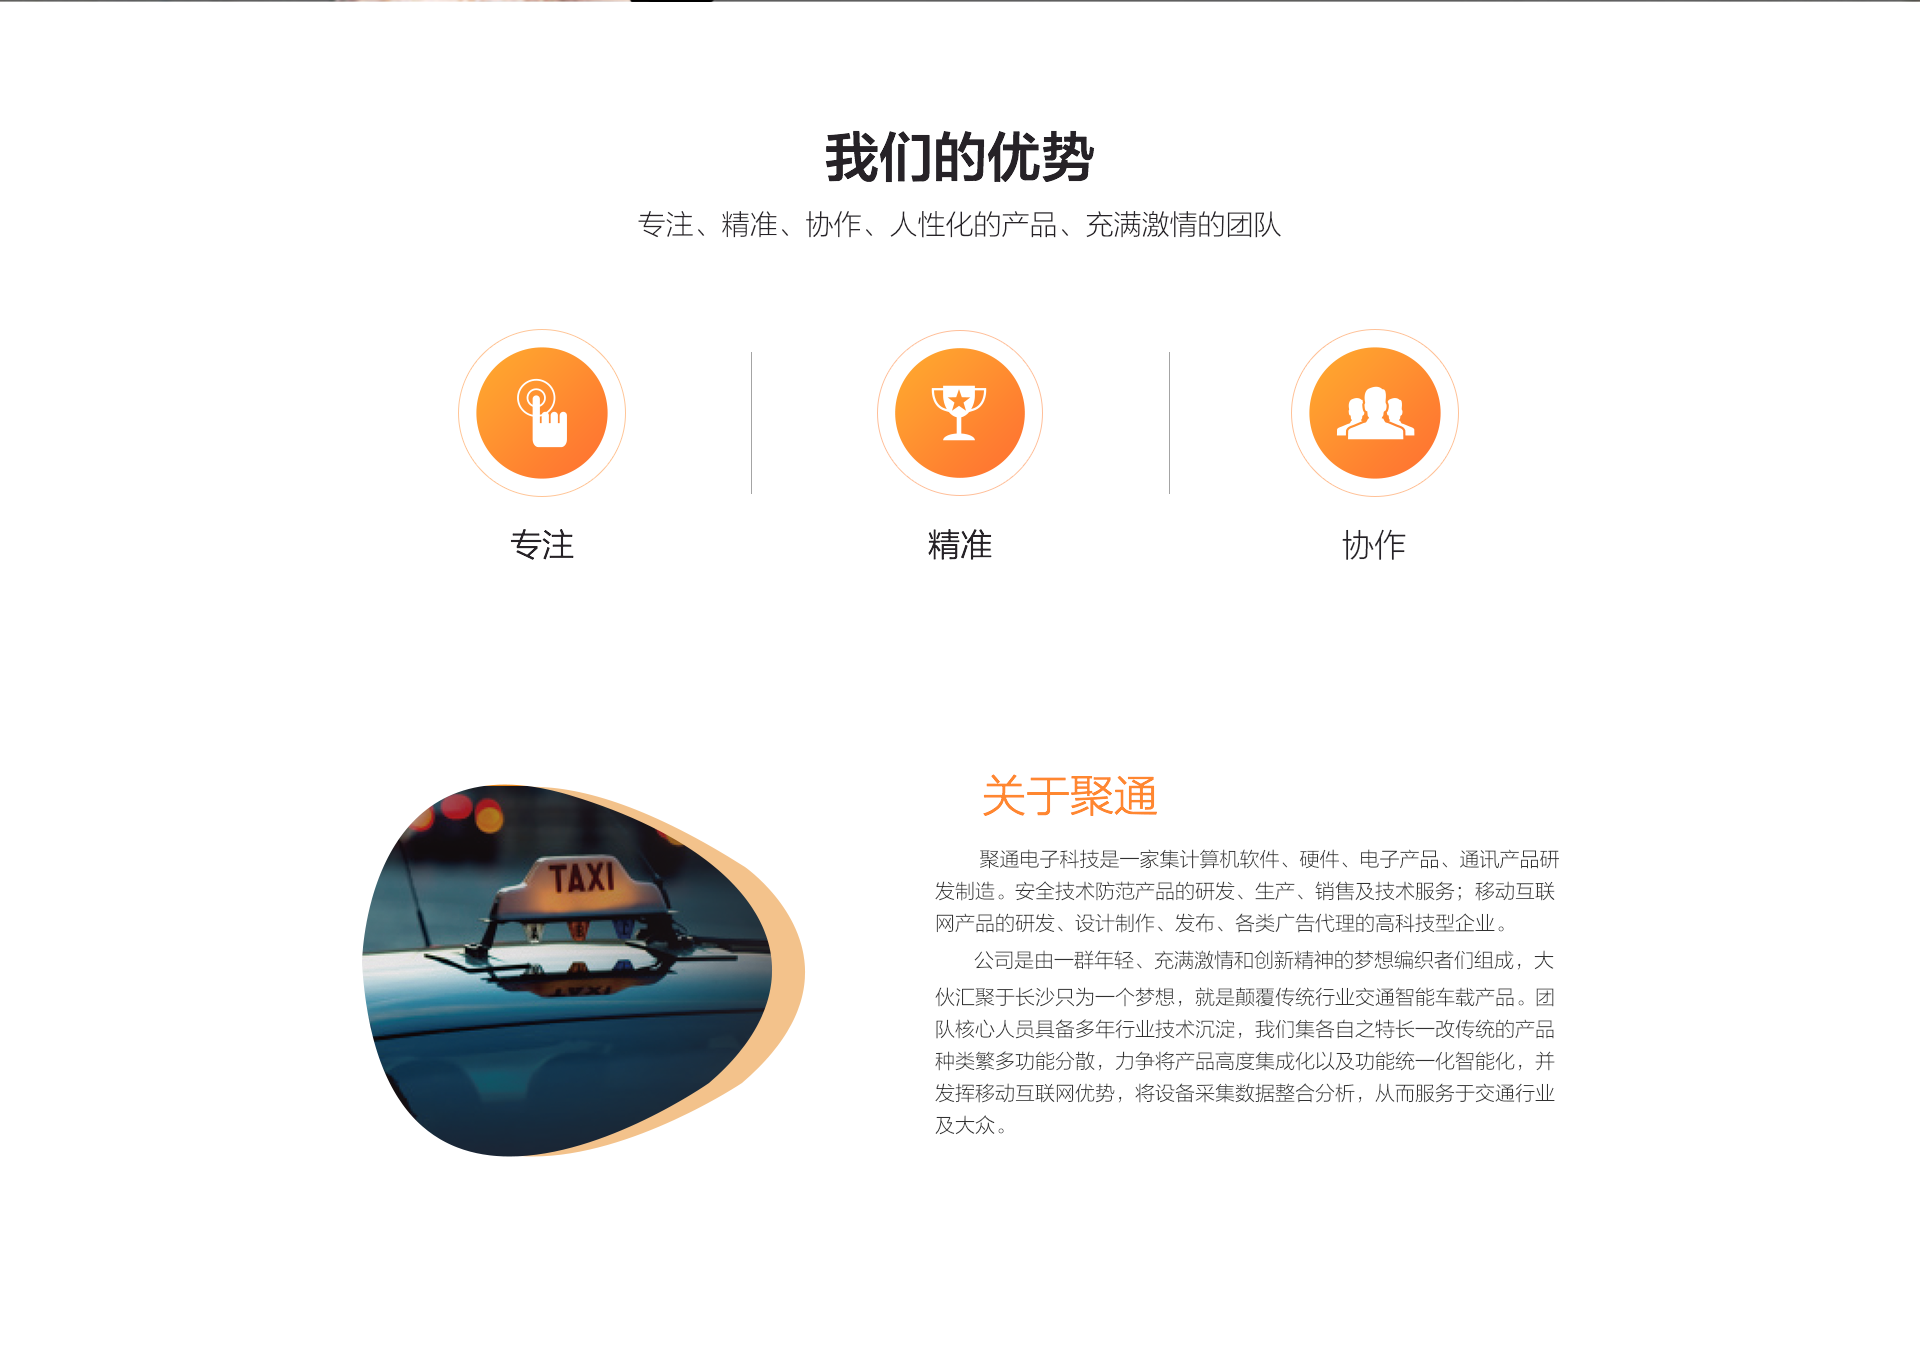 我们的优势
专注、精准、协作、人性化的产品、充满激情的团队
专注
精准
协作
关于聚通
TAXI
聚通电子科技是一家集计算机软件、硬件、电子产品、通讯产品研
发制造。安全技术防范产品的研发、生产、销售及技术服务；移动互联
网产品的研发、设计制作、发布、各类广告代理的高科技型企业。
公司是由一群年轻、充满激情和创新精神的梦想编织者们组成，大
伙汇聚于长沙只为一个梦想，就是颠覆传统行业交通智能车载产品。团
队核心人员具备多年行业技术沉淀，我们集各自之特长一改传统的产品
种类繁多功能分散，力争将产品高度集成化以及功能统一化智能化，并
发挥移动互联网优势，将设备采集数据整合分析，从而服务于交通行业
及大众。